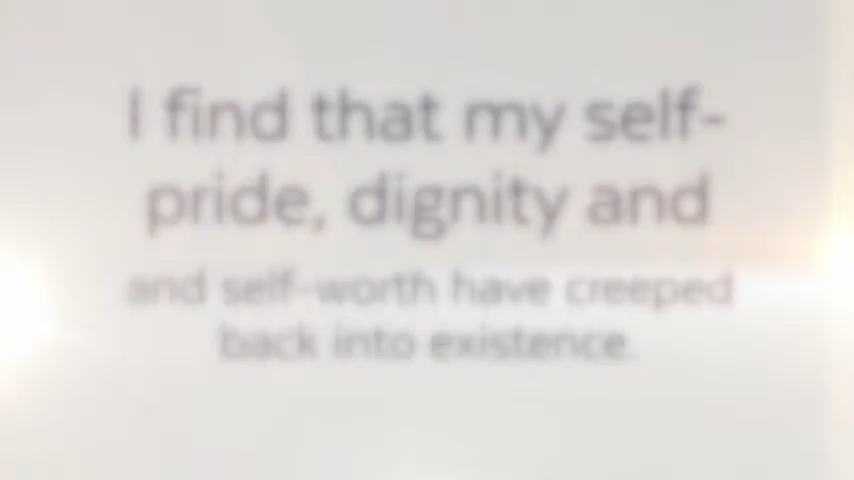 I find that my self-
pride, dignity and
and self-worth have creeped
back into existence.